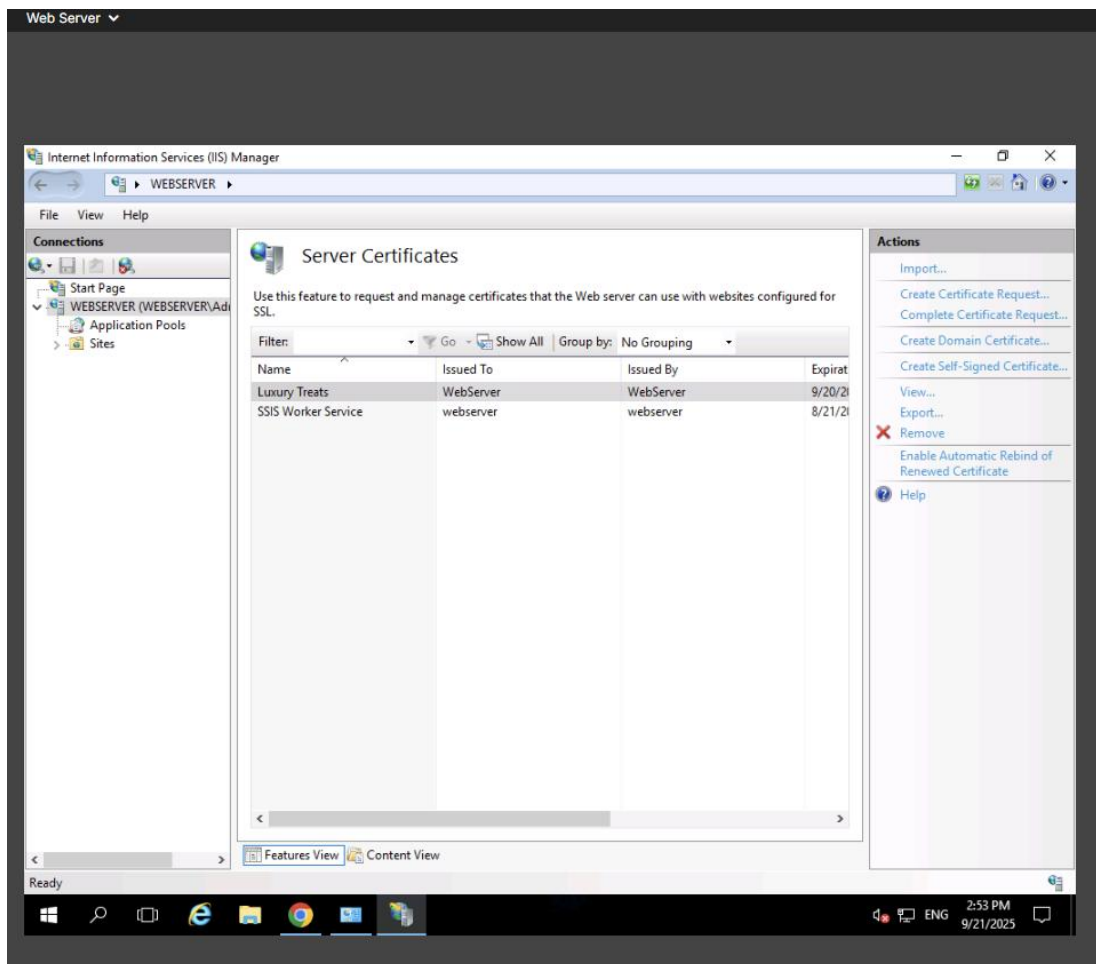 Web Server
Internet Information Services (IIS) Manager
WEBSERVER
File View Help
Connections
Start Page
WEBSERVER (WEBSERVER\Ad
Application Pools
Sites
Server Certificates
Use this feature to request and manage certificates that the Web server can use with websites configured for
SSL.
Filter: Go Show All Group by: No Grouping
Name Issued To Issued By Expirat
Luxury Treats WebServer WebServer 9/20/2
SSIS Worker Service webserver webserver 8/21/2
Features View Content View
Actions
Import...
Create Certificate Request...
Complete Certificate Request...
Create Domain Certificate...
Create Self-Signed Certificate...
View...
Export...
Remove
Enable Automatic Rebind of
Renewed Certificate
Help
Ready
ENG
2:53 PM
9/21/2025